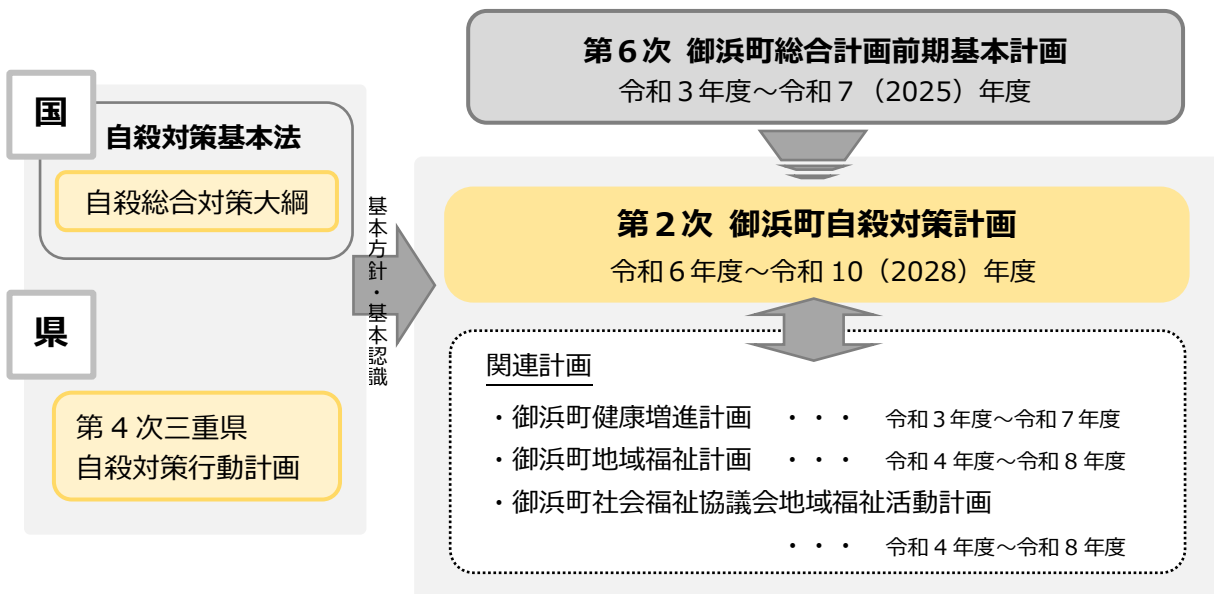 第６次 御浜町総合計画前期基本計画
令和３年度～令和７（2025）年度
国
自殺対策基本法
自殺総合対策大綱
県
第４次三重県
自殺対策行動計画
基本方針・基本認識
第２次 御浜町自殺対策計画
令和６年度～令和 10（2028）年度
関連計画
・御浜町健康増進計画　・・・　令和３年度～令和７年度
・御浜町地域福祉計画　・・・　令和４年度～令和８年度
・御浜町社会福祉協議会地域福祉活動計画
・・・　令和４年度～令和８年度